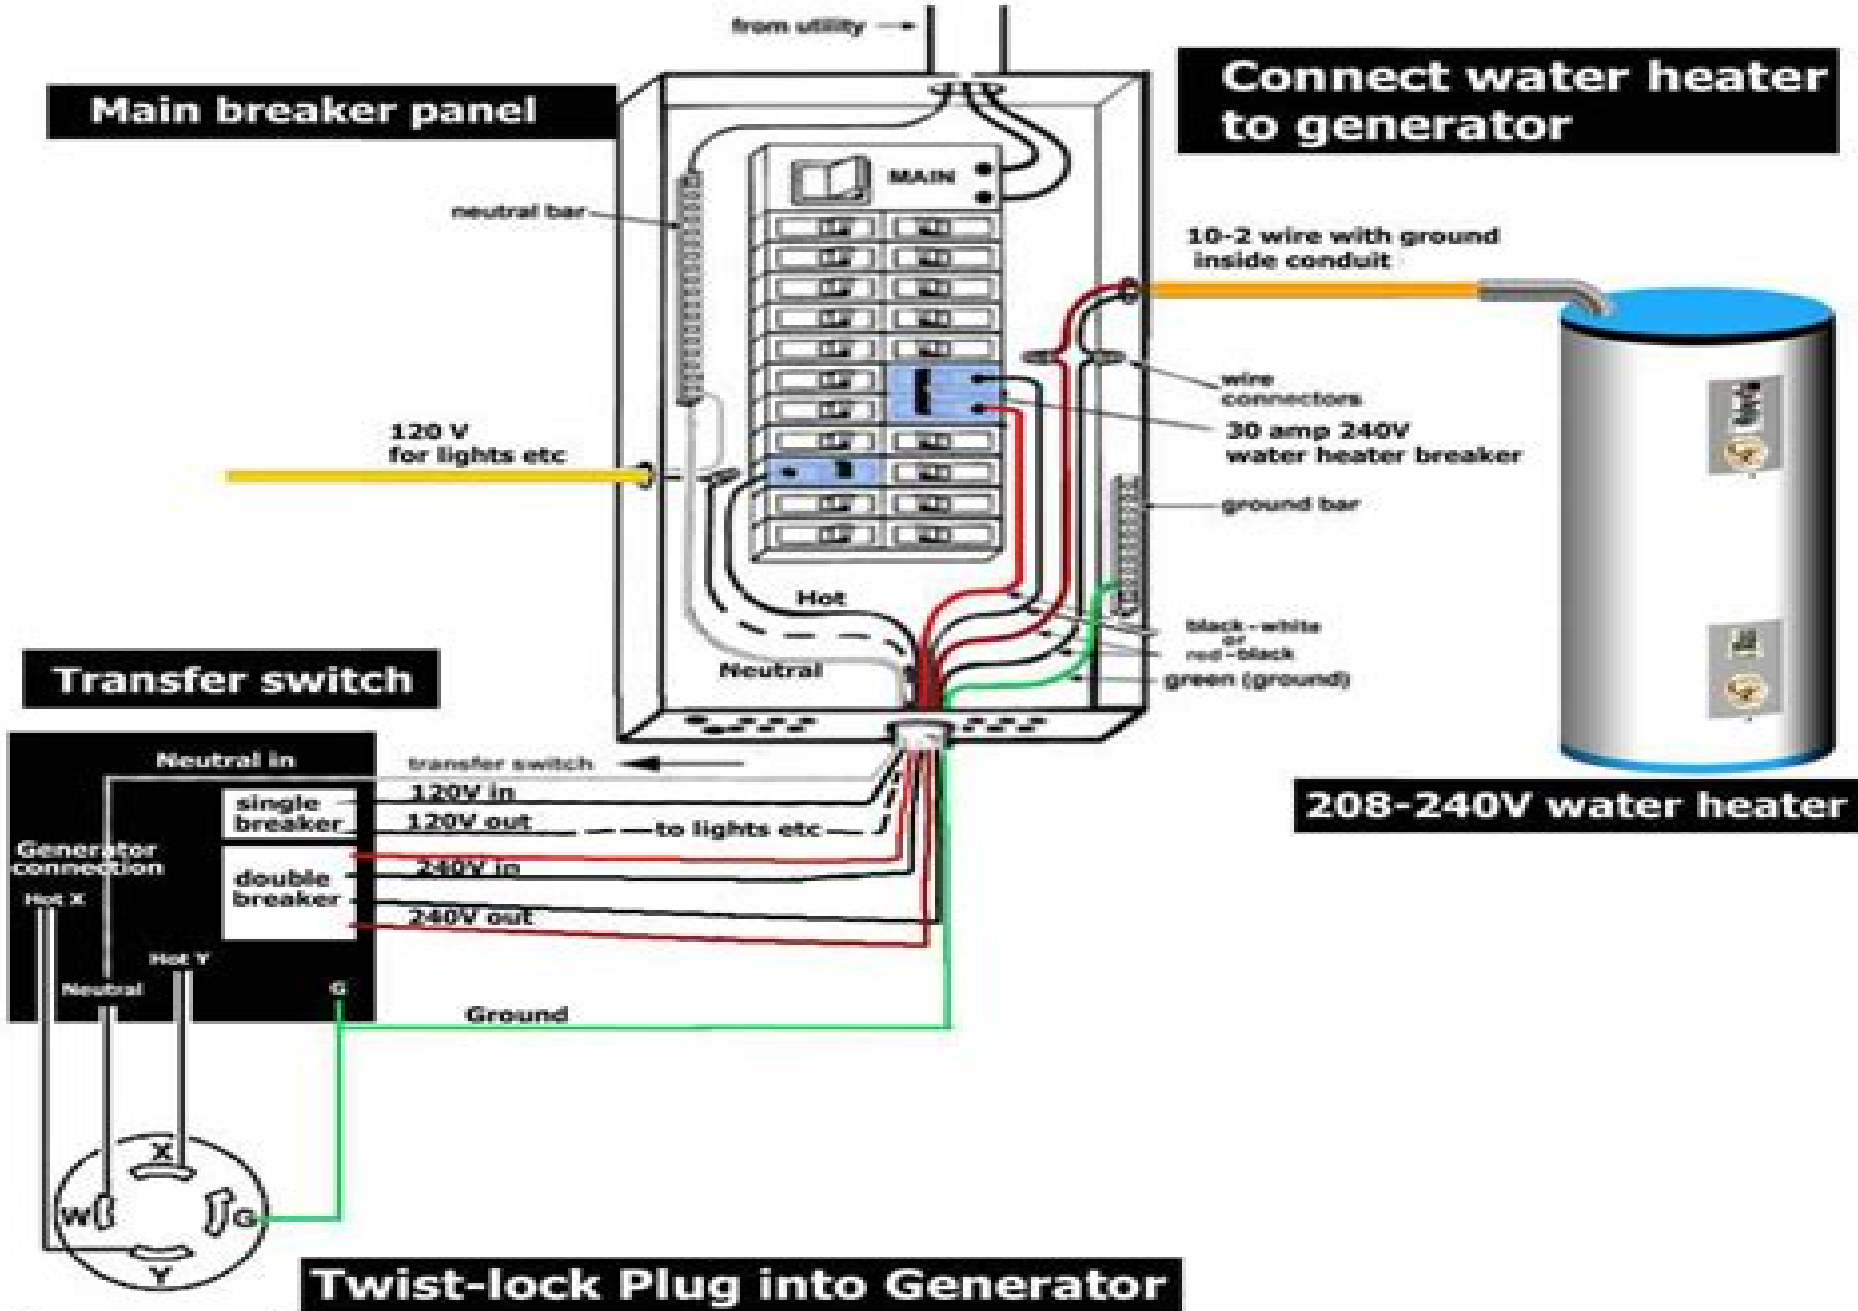 from utility
Main breaker panel
Connect water heater
to generator
MAIN
neutral bar
10-2 wire with ground
inside conduit
wire
connectors
120 V
for lights etc
30 amp 240V
water heater breaker
ground bar
Hot
black-white
or
red-black
Neutral
green (ground)
Transfer switch
Neutral in
transfer switch
120V in
single
breaker
120V out
to lights etc
208-240V water heater
Generator
connection
240V in
double
breaker
Hot X
240V out
Hot Y
Neutral
G
Ground
X
W
G
Y
Twist-lock Plug into Generator